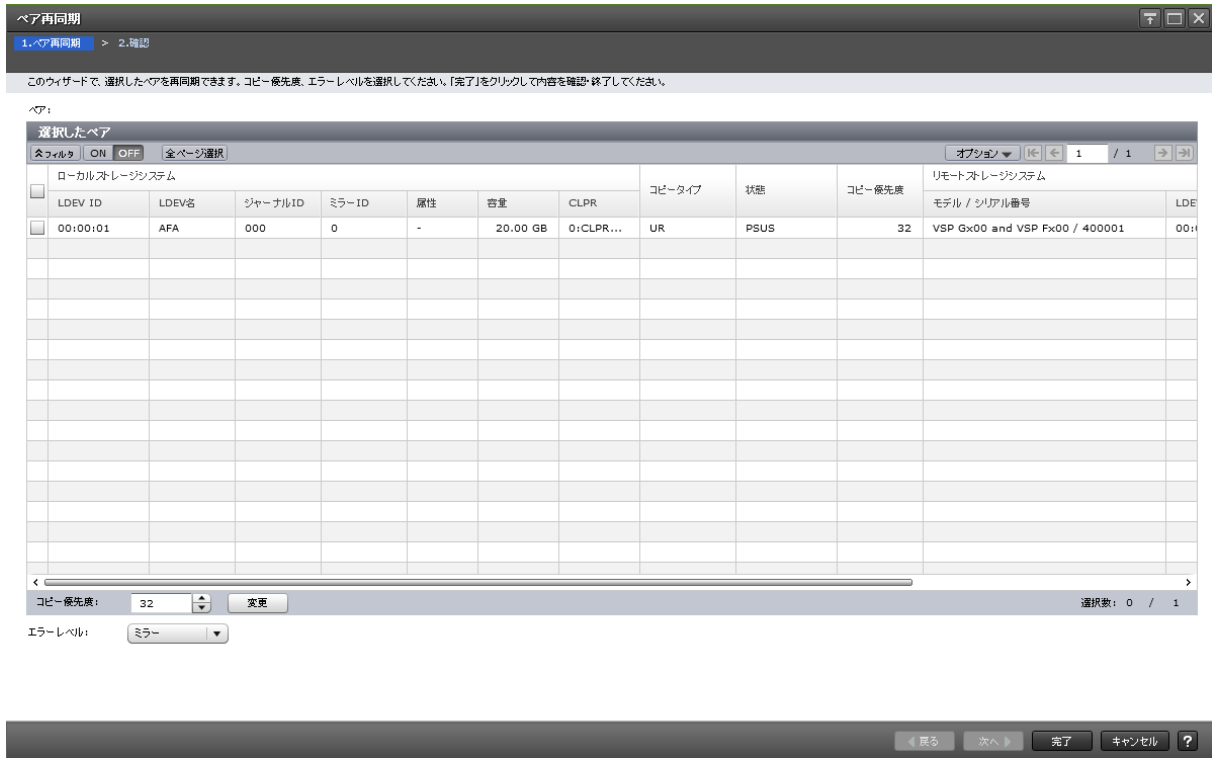 ペア再同期
1.ペア再同期 > 2.確認
このウィザードで、選択したペアを再同期できます。コピー優先度、エラーレベルを選択してください。「完了」をクリックして内容を確認・終了してください。
ペア:
選択したペア
フィルタ ON OFF 全ページ選択 オプション 1 / 1
ローカルストレージシステム コピータイプ 状態 コピー優先度 リモートストレージシステム
LDEV ID LDEV名 ジャーナルID ミラーID 属性 容量 CLPR モデル / シリアル番号 LDE
00:00:01 AFA 000 0 - 20.00 GB 0:CLPR... UR PSUS 32 VSP Gx00 and VSP Fx00 / 400001 00:
コピー優先度: 32 変更 選択数: 0 / 1
エラーレベル: ミラー
戻る 次へ 完了 キャンセル ?